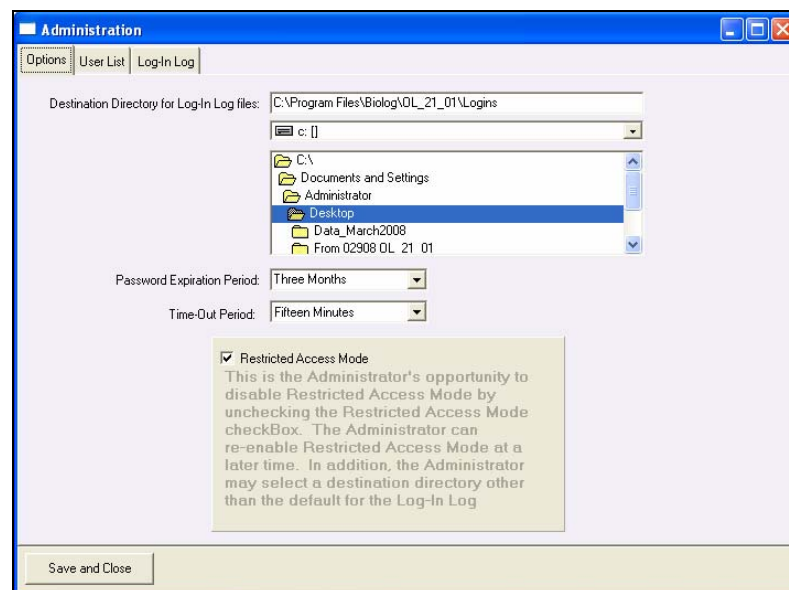 Administration
Options User List Log-In Log
Destination Directory for Log-In Log files: C:\Program Files\Biolog\OL_21_01\Logins
c: []
C:\
Documents and Settings
Administrator
Desktop
Data_March2008
From 02908 OL 21 01
Password Expiration Period: Three Months
Time-Out Period: Fifteen Minutes
Restricted Access Mode
This is the Administrator's opportunity to
disable Restricted Access Mode by
unchecking the Restricted Access Mode
checkBox. The Administrator can
re-enable Restricted Access Mode at a
later time. In addition, the Administrator
may select a destination directory other
than the default for the Log-In Log
Save and Close